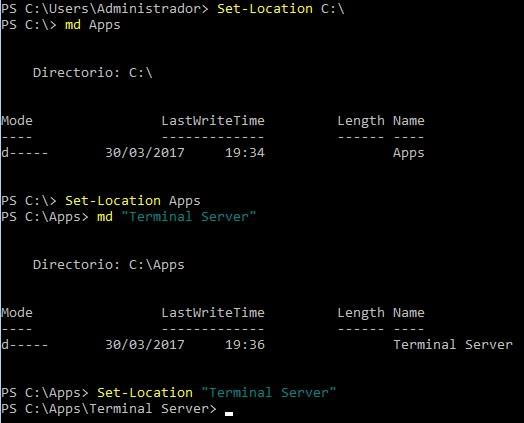 PS C:\Users\Administrador> Set-Location C:\
PS C:\> md Apps
Directorio: C:\
Mode LastWriteTime Length Name
---- ------------- ------ ----
d----- 30/03/2017 19:34 Apps
PS C:\> Set-Location Apps
PS C:\Apps> md "Terminal Server"
Directorio: C:\Apps
Mode LastWriteTime Length Name
---- ------------- ------ ----
d----- 30/03/2017 19:36 Terminal Server
PS C:\Apps> Set-Location "Terminal Server"
PS C:\Apps\Terminal Server>